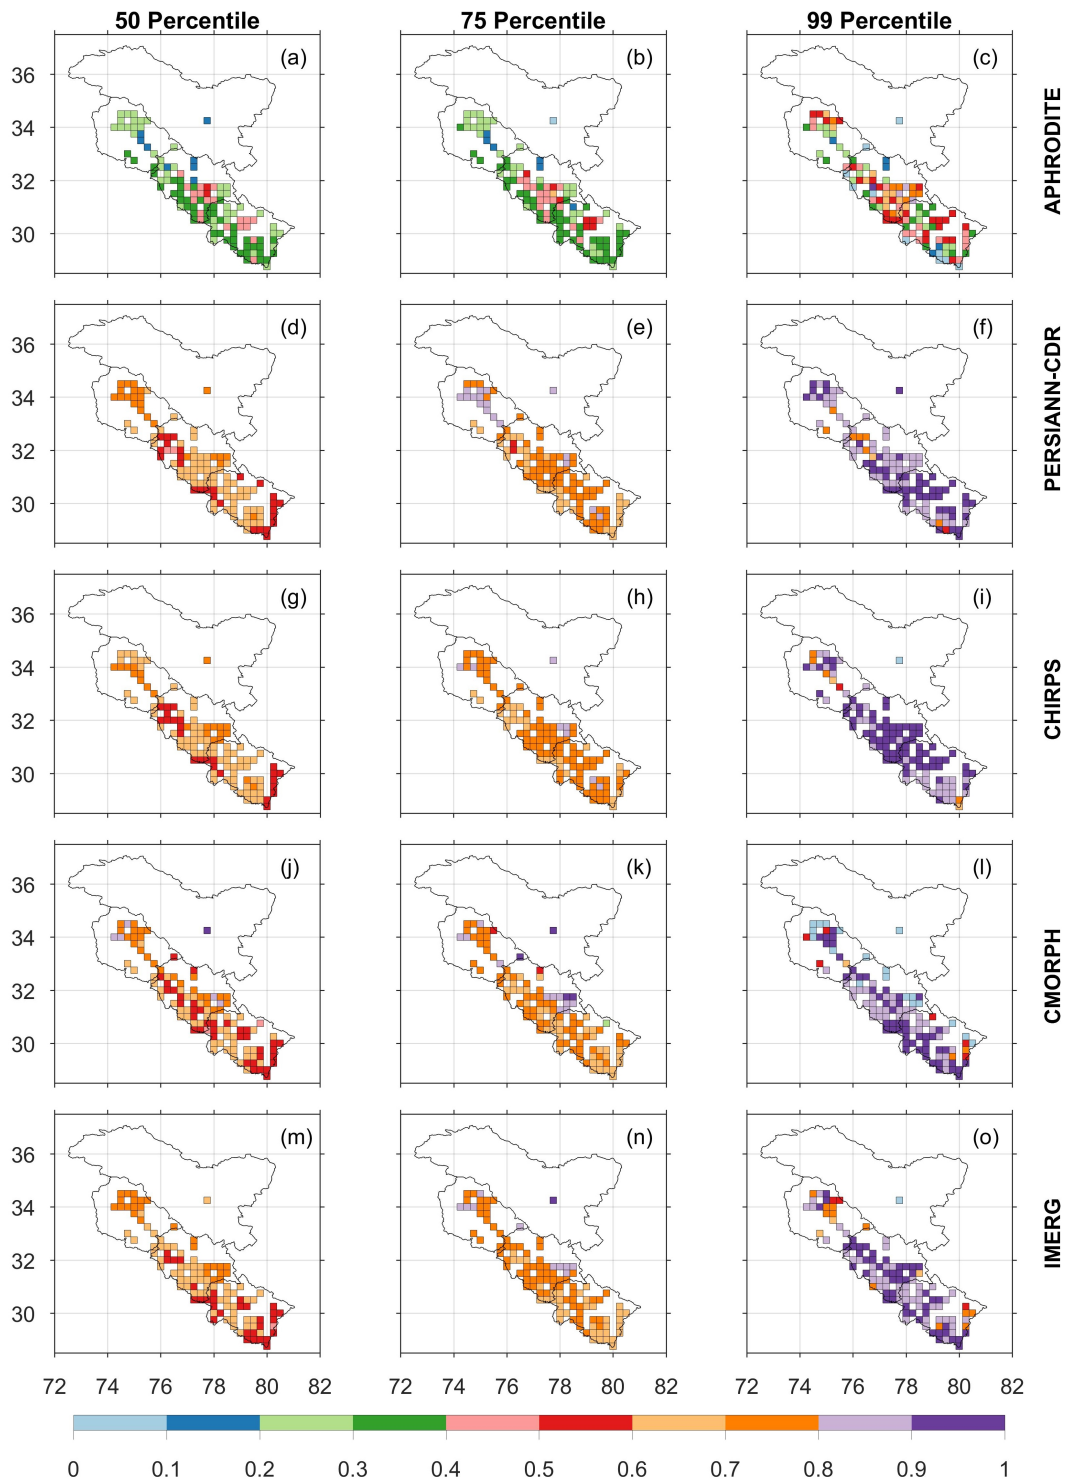 50 Percentile 75 Percentile 99 Percentile
(a) (b) (c)
36
34
32
30
APHRODITE
(d) (e) (f)
36
34
32
30
PERSIANN-CDR
(g) (h) (i)
36
34
32
30
CHIRPS
(j) (k) (l)
36
34
32
30
CMORPH
(m) (n) (o)
36
34
32
30
IMERG
72 74 76 78 80 82 72 74 76 78 80 82 72 74 76 78 80 82
0 0.1 0.2 0.3 0.4 0.5 0.6 0.7 0.8 0.9 1